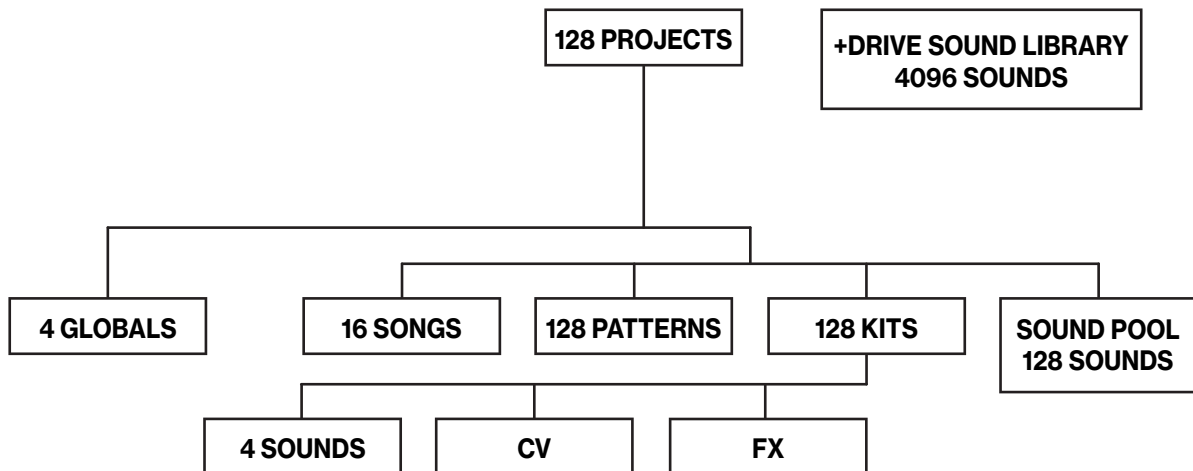 128 PROJECTS
+DRIVE SOUND LIBRARY
4096 SOUNDS
4 GLOBALS
16 SONGS
128 PATTERNS
128 KITS
SOUND POOL
128 SOUNDS
4 SOUNDS
CV
FX